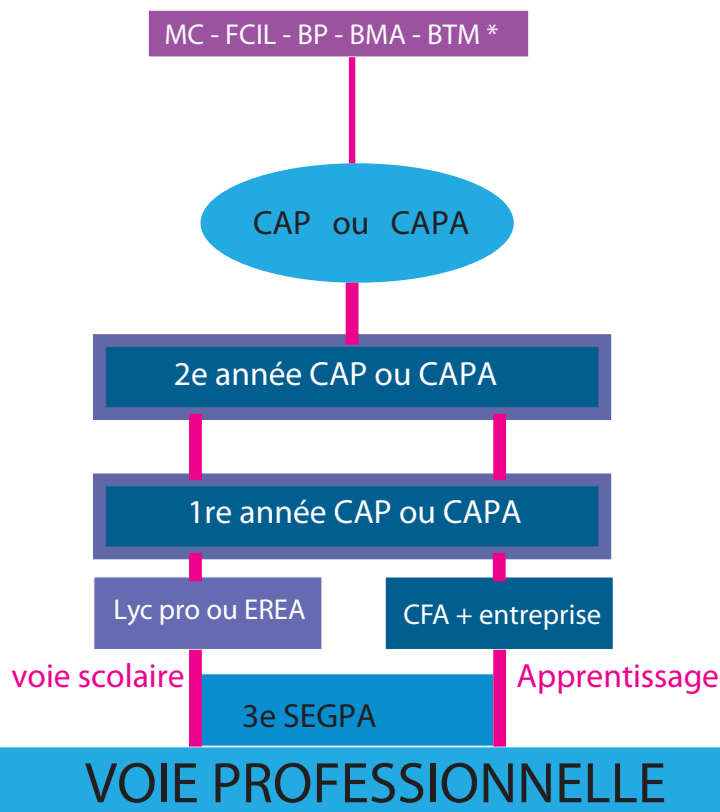 MC - FCIL - BP - BMA - BTM *
CAP ou CAPA
2e année CAP ou CAPA
1re année CAP ou CAPA
Lyc pro ou EREA
CFA + entreprise
voie scolaire
Apprentissage
3e SEGPA
VOIE PROFESSIONNELLE